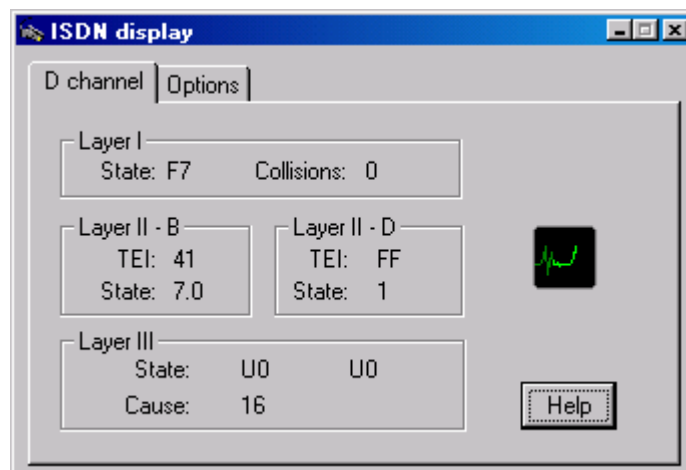 ISDN display
D channel Options
Layer I
State: F7 Collisions: 0
Layer II - B Layer II - D
TEI: 41 TEI: FF
State: 7.0 State: 1
Layer III
State: U0 U0
Cause: 16
Help